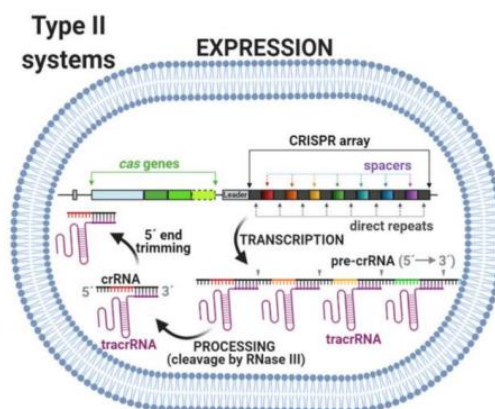 Type II
systems
EXPRESSION
CRISPR array
cas genes
spacers
Leader
direct repeats
5´ end
trimming
TRANSCRIPTION
pre-crRNA (5´ → 3´)
crRNA
5´ 3´
tracrRNA
PROCESSING
(cleavage by RNase III)
tracrRNA